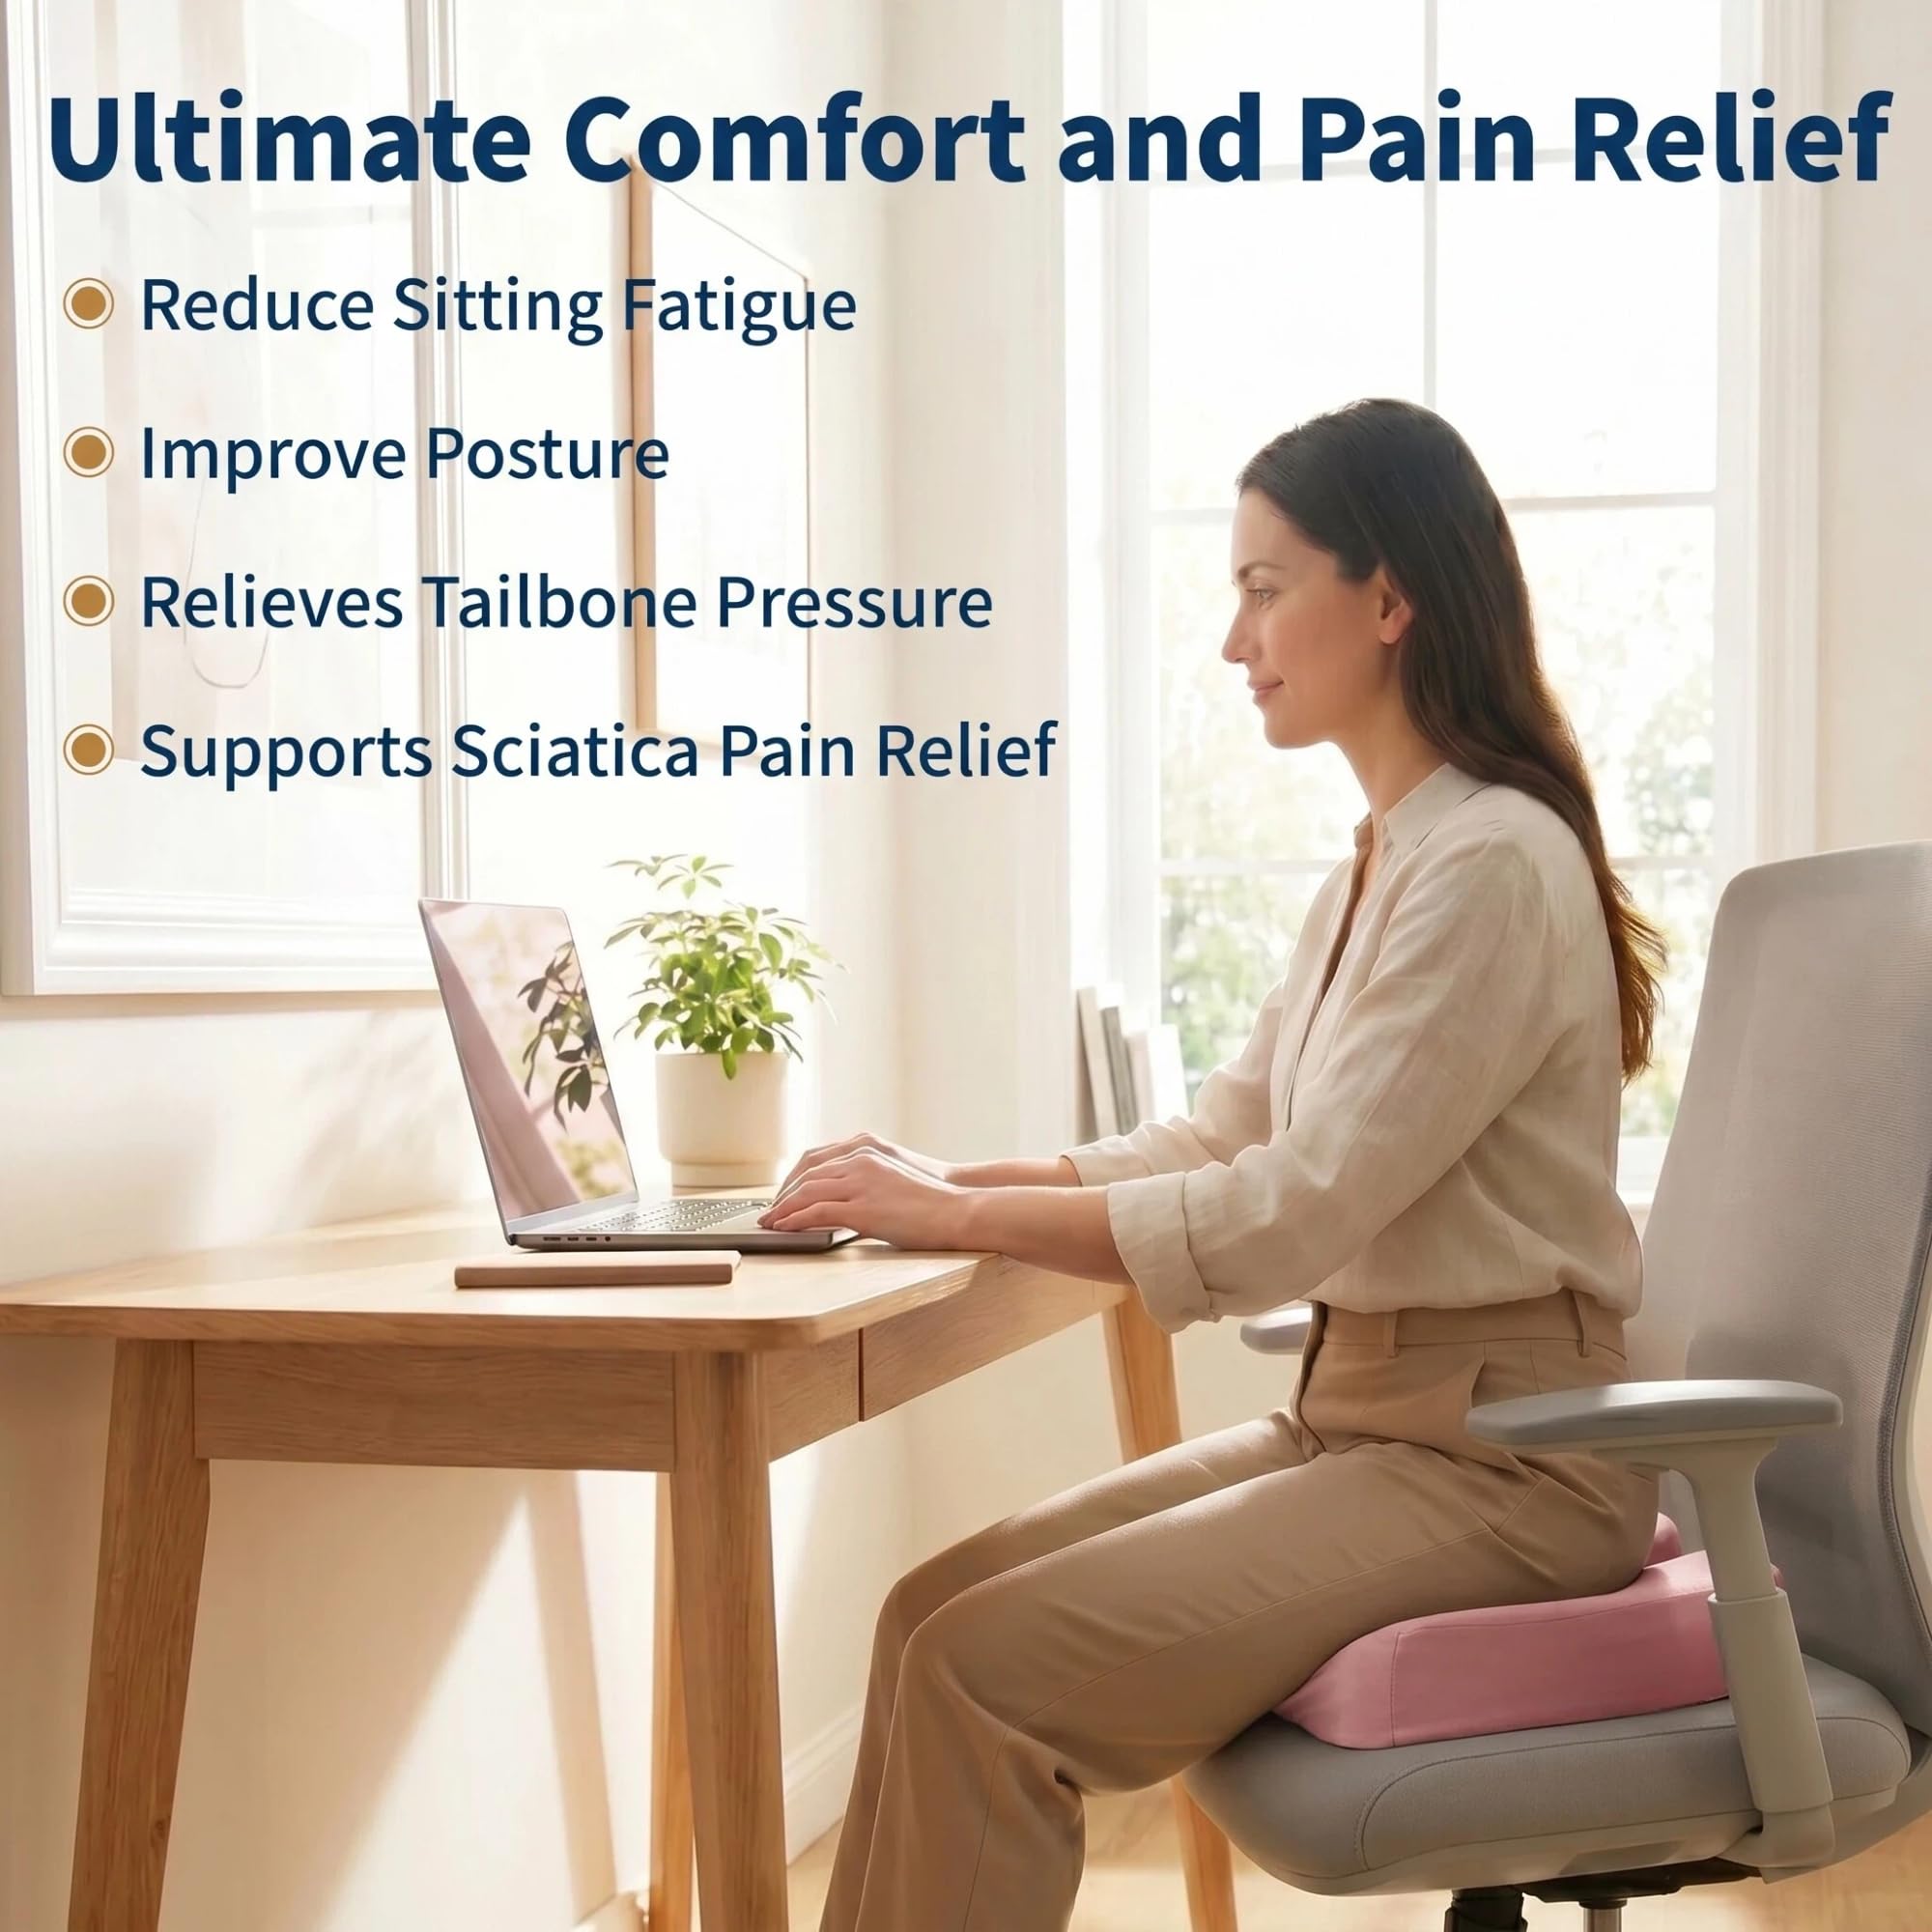 Ultimate Comfort and Pain Relief
Reduce Sitting Fatigue
Improve Posture
Relieves Tailbone Pressure
Supports Sciatica Pain Relief